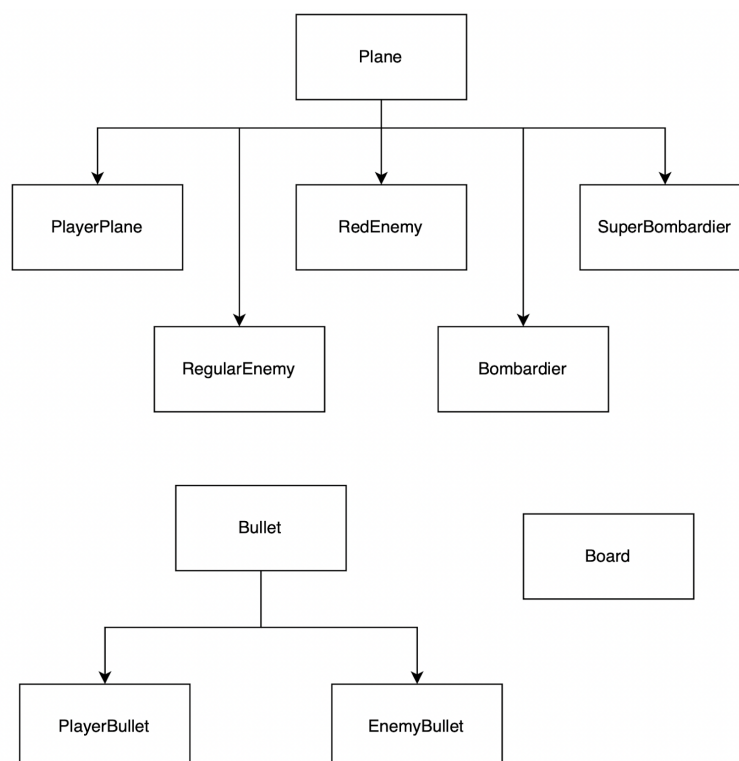 Plane
PlayerPlane
RedEnemy
SuperBombardier
RegularEnemy
Bombardier
Bullet
Board
PlayerBullet
EnemyBullet